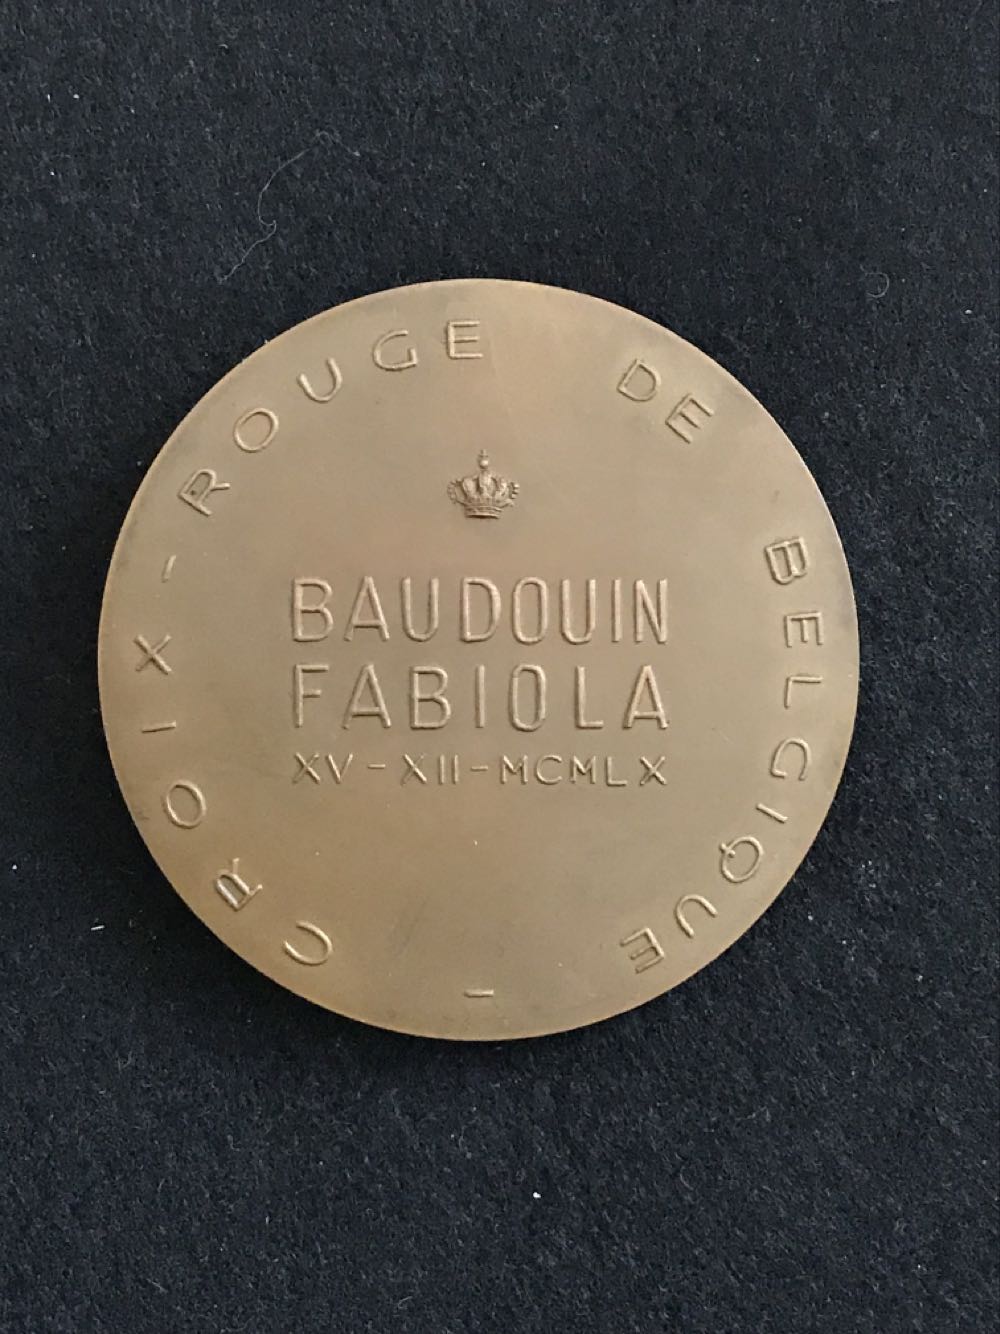 CROIX-ROUGE DE BELGIQUE -
BAUDOUIN
FABIOLA
XV-XII-MCMLX